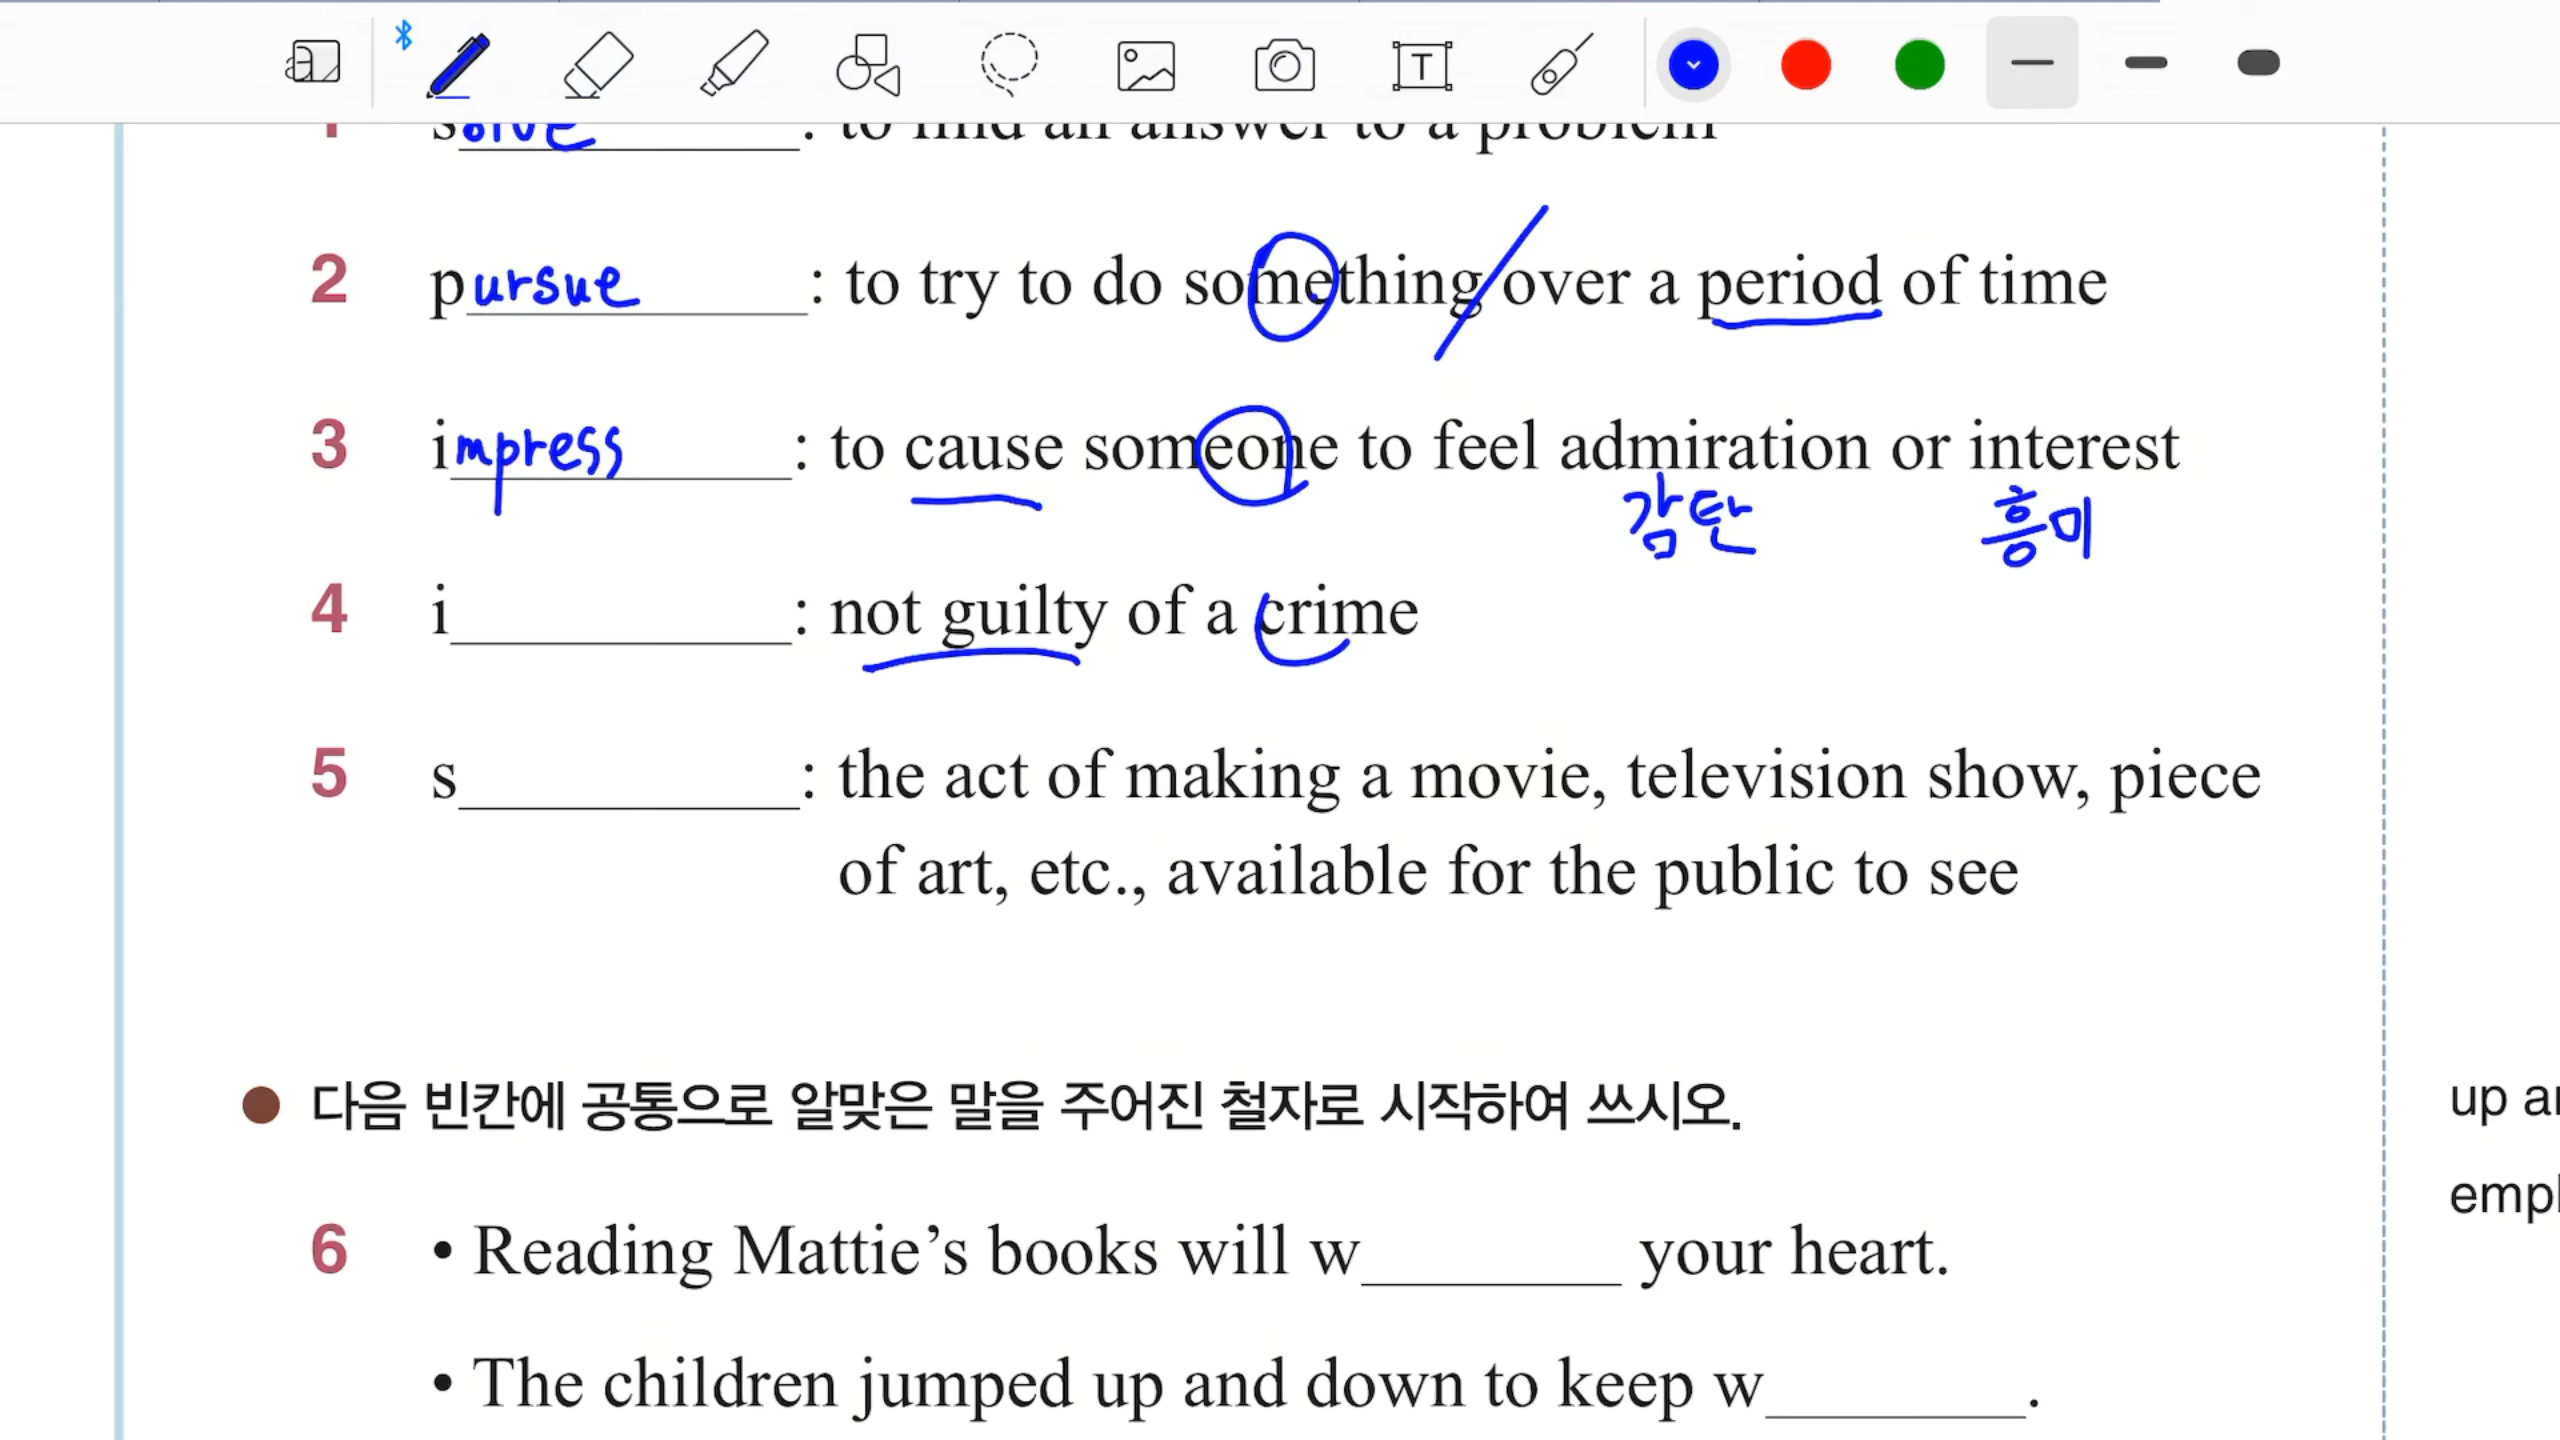 1 solve : to find an answer to a problem
2 pursue : to try to do something over a period of time
3 impress : to cause someone to feel admiration or interest
감탄 흥미
4 i : not guilty of a crime
5 s : the act of making a movie, television show, piece
of art, etc., available for the public to see
다음 빈칸에 공통으로 알맞은 말을 주어진 철자로 시작하여 쓰시오.
up
6 • Reading Mattie’s books will w your heart.
• The children jumped up and down to keep w .